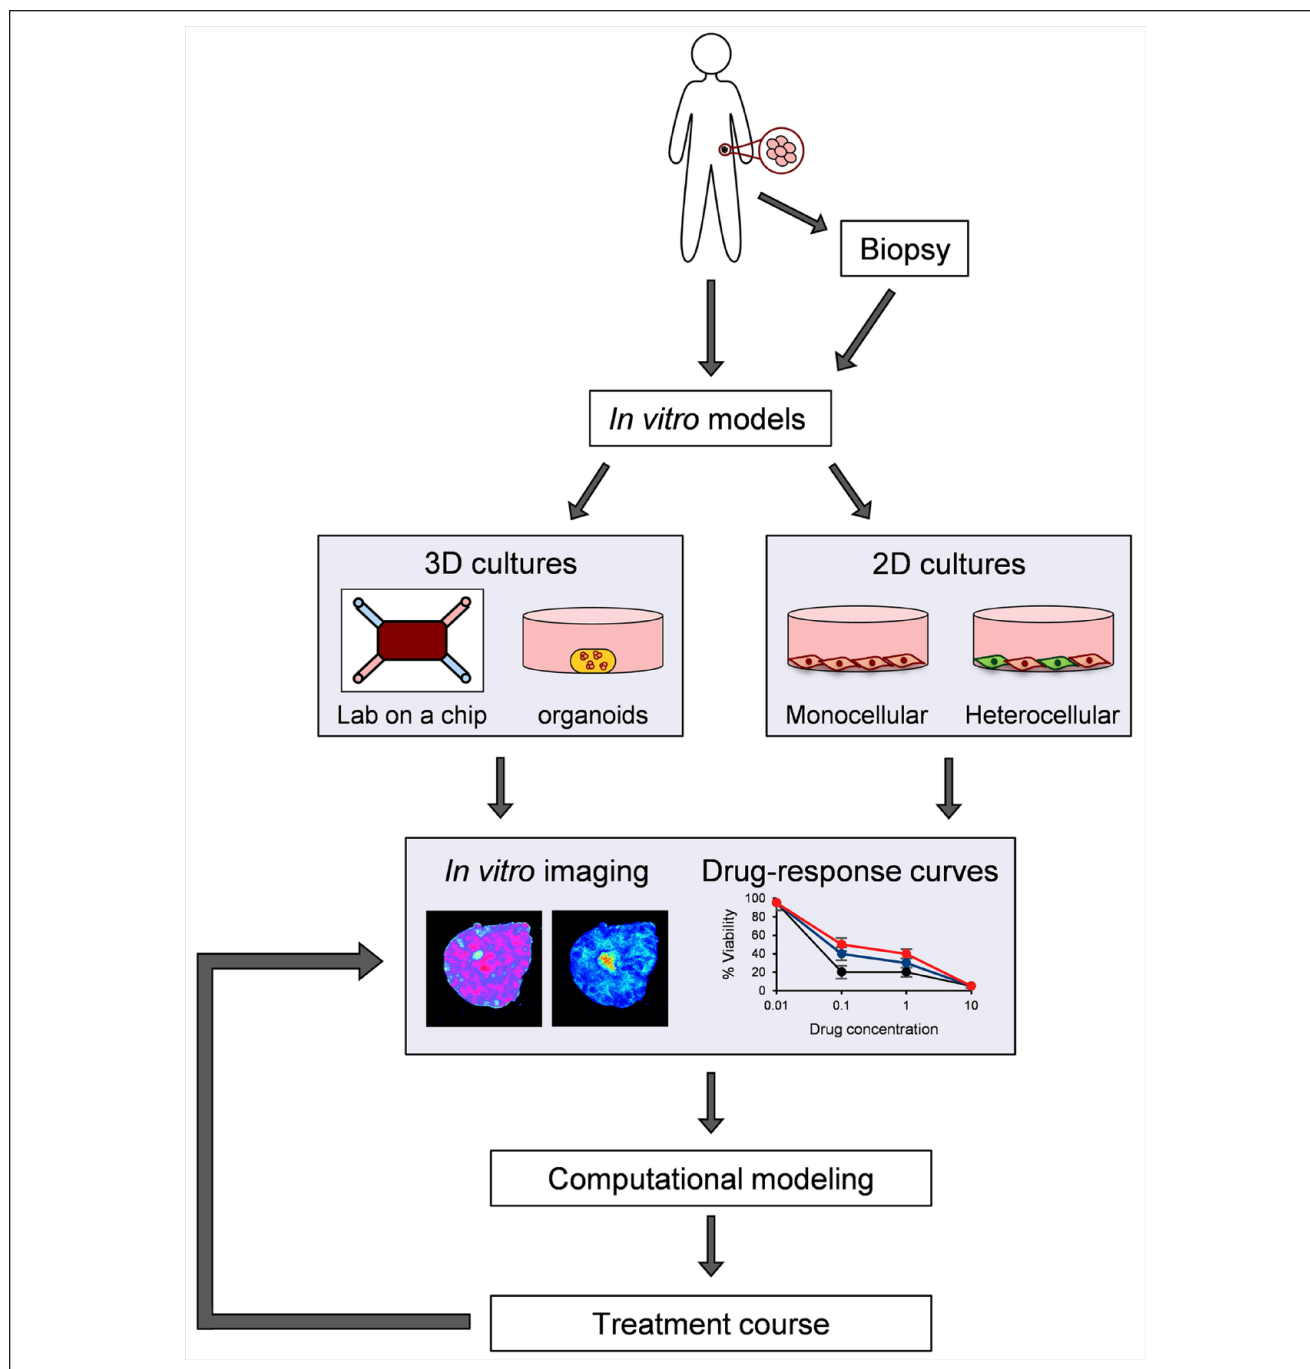 Biopsy
In vitro models
3D cultures
Lab on a chip
organoids
2D cultures
Monocellular
Heterocellular
In vitro imaging
Drug-response curves
% Viability
100
80
60
40
20
0
0.01
0.1
1
10
Drug concentration
Computational modeling
Treatment course